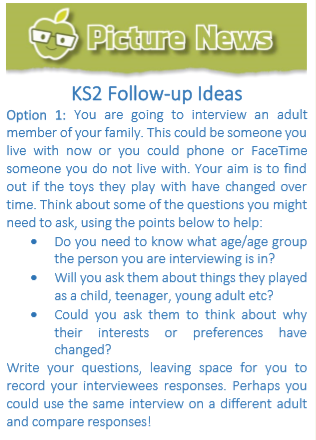 Picture News
KS2 Follow-up Ideas
Option 1: You are going to interview an adult
member of your family. This could be someone you
live with now or you could phone or FaceTime
someone you do not live with. Your aim is to find
out if the toys they play with have changed over
time. Think about some of the questions you might
need to ask, using the points below to help:
• Do you need to know what age/age group
the person you are interviewing is in?
• Will you ask them about things they played
as a child, teenager, young adult etc?
• Could you ask them to think about why
their interests or preferences have
changed?
Write your questions, leaving space for you to
record your interviewees responses. Perhaps you
could use the same interview on a different adult
and compare responses!